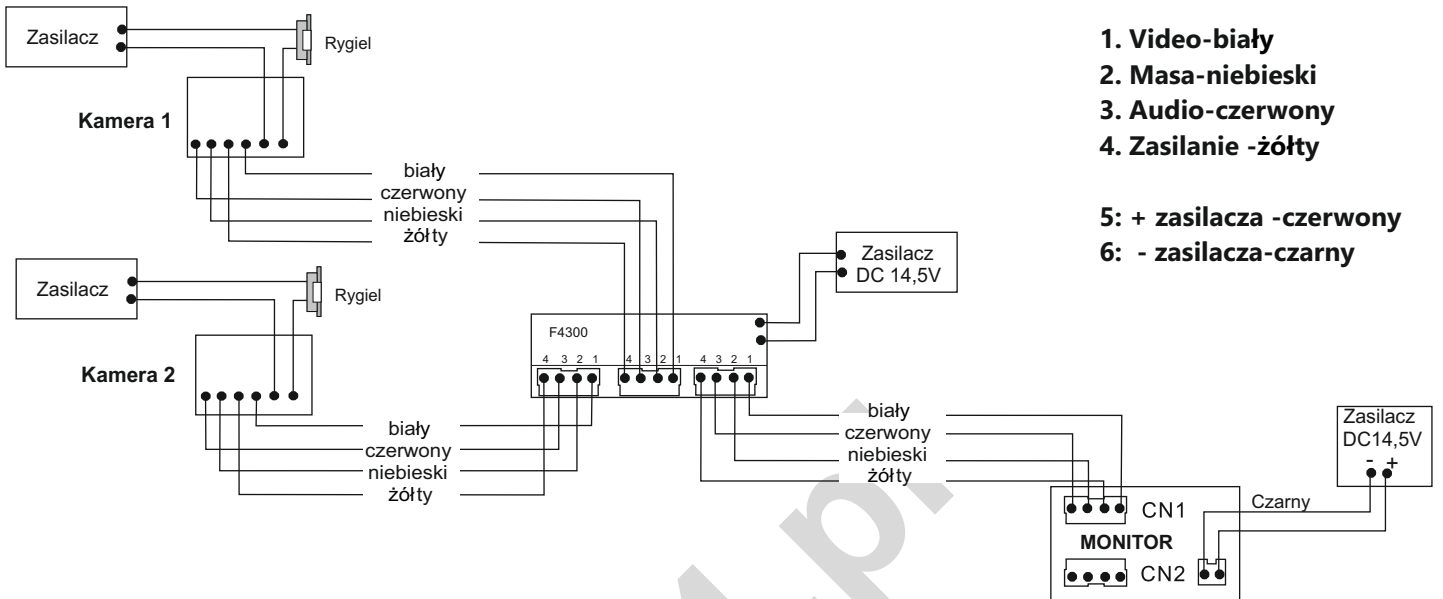 Zasilacz
Rygiel
Kamera 1
biały
czerwony
niebieski
żółty
1. Video-biały
2. Masa-niebieski
3. Audio-czerwony
4. Zasilanie -żółty
5: + zasilacza -czerwony
6: - zasilacza-czarny
Zasilacz
Rygiel
Kamera 2
biały
czerwony
niebieski
żółty
Zasilacz
DC 14,5V
F4300
4 3 2 1
4 3 2 1
4 3 2 1
biały
czerwony
niebieski
żółty
Zasilacz
DC14,5V
- +
Czarny
CN1
MONITOR
CN2